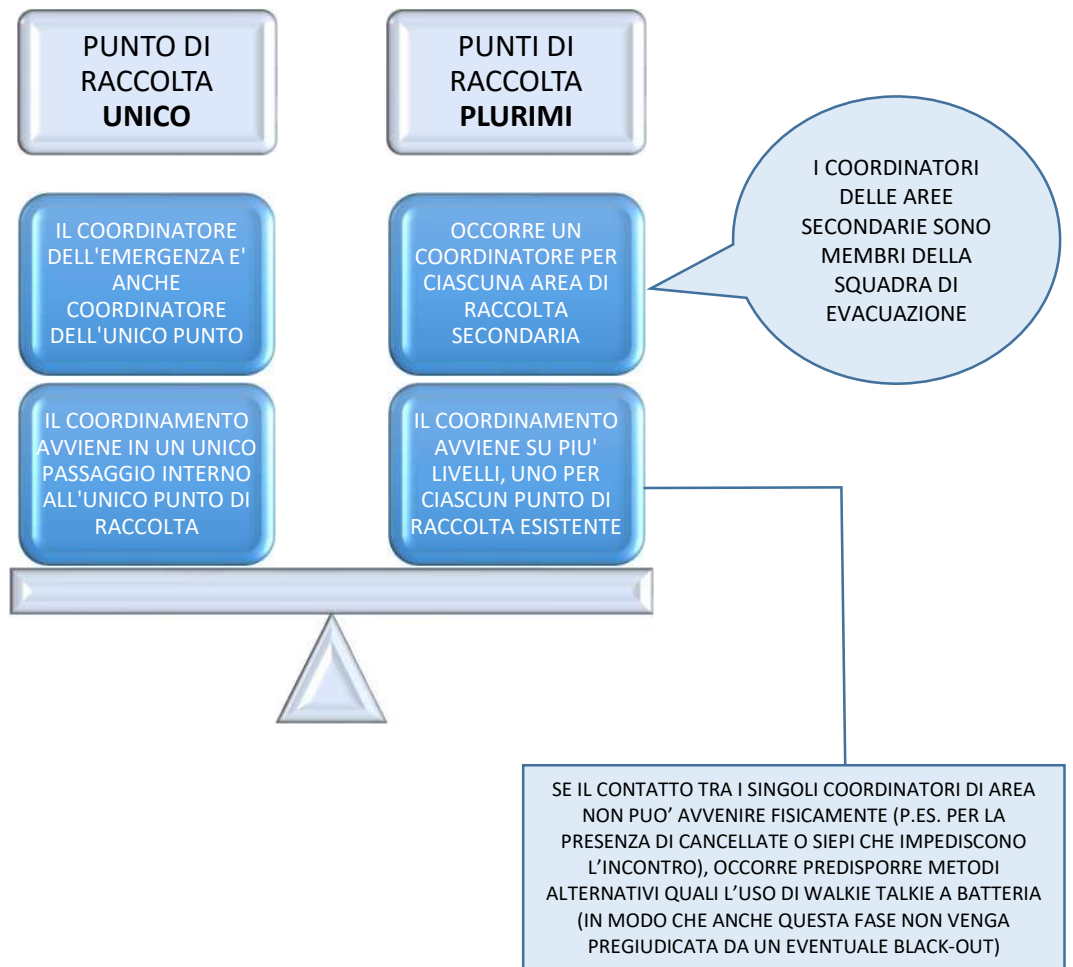 PUNTO DI
RACCOLTA
UNICO
PUNTI DI
RACCOLTA
PLURIMI
IL COORDINATORE
DELL'EMERGENZA E'
ANCHE
COORDINATORE
DELL'UNICO PUNTO
OCCORRE UN
COORDINATORE PER
CIASCUNA AREA DI
RACCOLTA
SECONDARIA
I COORDINATORI
DELLE AREE
SECONDARIE SONO
MEMBRI DELLA
SQUADRA DI
EVACUAZIONE
IL COORDINAMENTO
AVVIENE IN UN UNICO
PASSAGGIO INTERNO
ALL'UNICO PUNTO DI
RACCOLTA
IL COORDINAMENTO
AVVIENE SU PIU'
LIVELLI, UNO PER
CIASCUN PUNTO DI
RACCOLTA ESISTENTE
SE IL CONTATTO TRA I SINGOLI COORDINATORI DI AREA
NON PUO’ AVVENIRE FISICAMENTE (P.ES. PER LA
PRESENZA DI CANCELLATE O SIEPI CHE IMPEDISCONO
L’INCONTRO), OCCORRE PREDISPORRE METODI
ALTERNATIVI QUALI L’USO DI WALKIE TALKIE A BATTERIA
(IN MODO CHE ANCHE QUESTA FASE NON VENGA
PREGIUDICATA DA UN EVENTUALE BLACK-OUT)